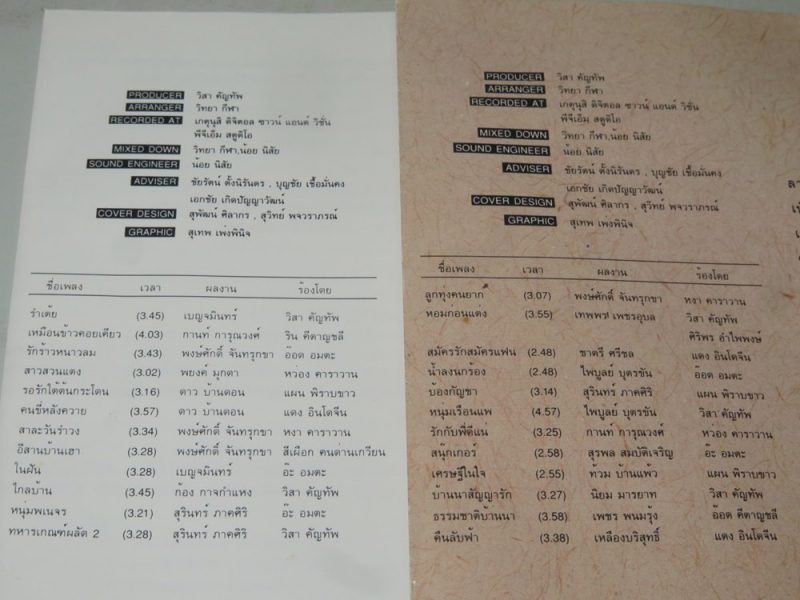 PRODUCER วิสา คัญทัพ
ARRANGER วิทยา กีฬา
RECORDED AT เกตุนุสิ ดิจิตอล ซาวน์ แอนด์ วิชั่น
พีจีเอ็ม สตูดิโอ
MIXED DOWN วิทยา กีฬา,น้อย นิสัย
SOUND ENGINEER น้อย นิสัย
ADVISER ชัยรัตน์ ตั้งนิรันดร , บุญชัย เชื้อมั่นคง
เอกชัย เกิดปัญญาวัฒน์
COVER DESIGN สุพัฒน์ ศิลากร , สุวิทย์ พจวราภรณ์
GRAPHIC สุเทพ เพ่งพินิจ
ชื่อเพลง เวลา ผลงาน ร้องโดย
รำเต้ย (3.45) เบญจมินทร์ วิสา คัญทัพ
เหมือนข้าวคอยเคียว (4.03) กานท์ การุณวงศ์ ริน คีตาญชลี
รักร้าวหนาวลม (3.43) พงษ์ศักดิ์ จันทรุกขา อ๊อด อมตะ
สาวสวนแตง (3.02) พยงค์ มุกดา หว่อง คาราวาน
รอรักใต้ต้นกระโดน (3.16) ดาว บ้านดอน แผน พิราบขาว
คนขี่หลังควาย (3.57) ดาว บ้านดอน แดง อินโดจีน
สาละวันรำวง (3.34) พงษ์ศักดิ์ จันทรุกขา หงา คาราวาน
อีสานบ้านเฮา (3.28) พงษ์ศักดิ์ จันทรุกขา สีเผือก คนด่านเกวียน
ในฝัน (3.28) เบญจมินทร์ อ๊ะ อมตะ
ไกลบ้าน (3.45) ก้อง กาจกำแหง วิสา คัญทัพ
หนุ่มพเนจร (3.21) สุรินทร์ ภาคศิริ อ๊ะ อมตะ
ทหารเกณฑ์ผลัด 2 (3.28) สุรินทร์ ภาคศิริ วิสา คัญทัพ
PRODUCER วิสา คัญทัพ
ARRANGER วิทยา กีฬา
RECORDED AT เกตุนุสิ ดิจิตอล ซาวน์ แอนด์ วิชั่น
พีจีเอ็ม สตูดิโอ
MIXED DOWN วิทยา กีฬา,น้อย นิสัย
SOUND ENGINEER น้อย นิสัย
ADVISER ชัยรัตน์ ตั้งนิรันดร , บุญชัย เชื้อมั่นคง
เอกชัย เกิดปัญญาวัฒน์
COVER DESIGN สุพัฒน์ ศิลากร , สุวิทย์ พจวราภรณ์
GRAPHIC สุเทพ เพ่งพินิจ
ชื่อเพลง เวลา ผลงาน ร้องโดย
ลูกทุ่งคนยาก (3.07) พงษ์ศักดิ์ จันทรุกขา หงา คาราวาน
หอมกอนแดง (3.55) เทพพร เพชรอุบล วิสา คัญทัพ
ศิริพร อำไพพงษ์
สมัครรักสมัครแฟน (2.48) ชาตรี ศรีชล แดง อินโดจีน
น้ำลงนกร้อง (2.48) ไพบูลย์ บุตรขัน อ๊อด อมตะ
น้องกัญชา (3.14) สุรินทร์ ภาคศิริ แผน พิราบขาว
หนุ่มเรือนแพ (4.57) ไพบูลย์ บุตรขัน วิสา คัญทัพ
รักกับพี่ดีแน่ (3.25) กานท์ การุณวงศ์ หว่อง คาราวาน
สนุ๊กเกอร์ (2.58) สุรพล สมบัติเจริญ อ๊ะ อมตะ
เศรษฐีในใจ (2.55) ท้วม บ้านแพ้ว แผน พิราบขาว
บ้านนาสัญญารัก (3.27) นิยม มารยาท วิสา คัญทัพ
ธรรมชาติบ้านนา (3.58) เพชร พนมรุ้ง อ๊อด คีตาญชลี
คืนลับฟ้า (3.38) เหลืองบริสุทธิ์ แดง อินโดจีน